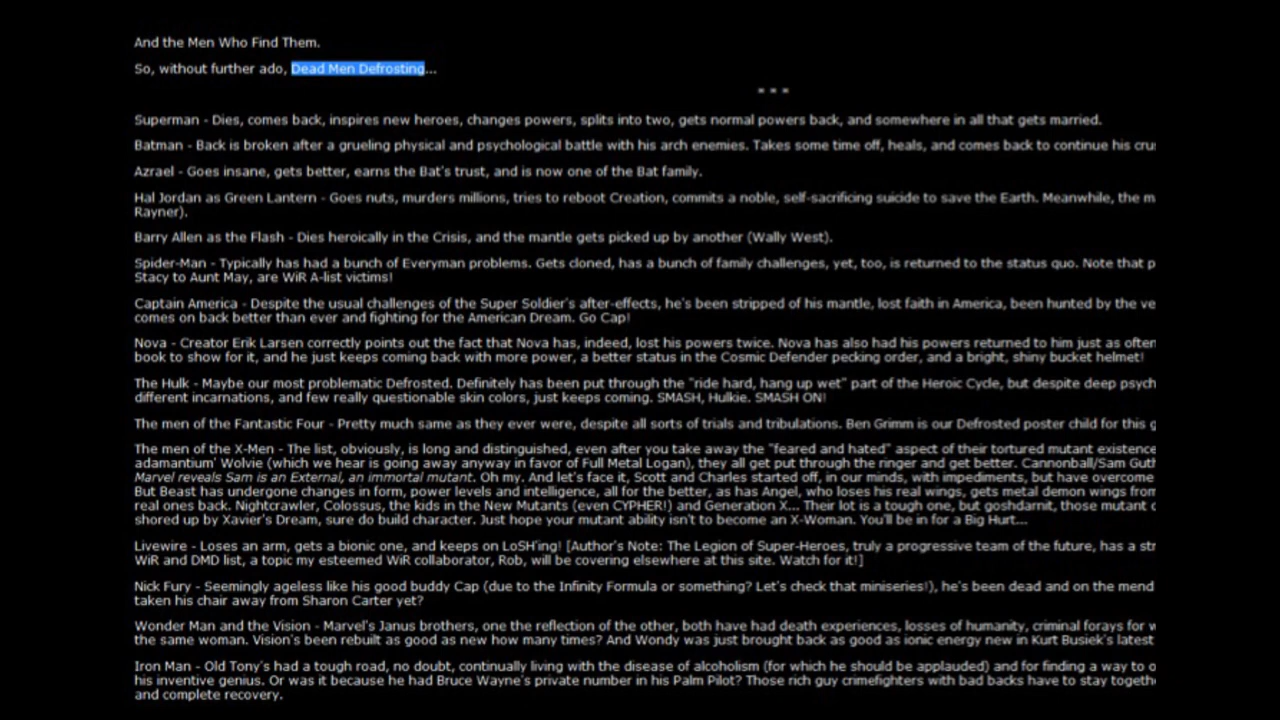 And the Men Who Find Them.
So, without further ado, Dead Men Defrosting...
* * *
Superman - Dies, comes back, inspires new heroes, changes powers, splits into two, gets normal powers back, and somewhere in all that gets married.
Batman - Back is broken after a grueling physical and psychological battle with his arch enemies. Takes some time off, heals, and comes back to continue his
Azrael - Goes insane, gets better, earns the Bat's trust, and is now one of the Bat family.
Hal Jordan as Green Lantern - Goes nuts, murders millions, tries to reboot Creation, commits a noble, self-sacrificing suicide to save the Earth. Meanwhile, the
Rayner).
Barry Allen as the Flash - Dies heroically in the Crisis, and the mantle gets picked up by another (Wally West).
Spider-Man - Typically has had a bunch of Everyman problems. Gets cloned, has a bunch of family challenges, yet, too, is returned to the status quo. Note that
Stacy to Aunt May, are WiR A-list victims!
Captain America - Despite the usual challenges of the Super Soldier's after-effects, he's been stripped of his mantle, lost faith in America, been hunted by the
comes on back better than ever and fighting for the American Dream. Go Cap!
Nova - Creator Erik Larsen correctly points out the fact that Nova has, indeed, lost his powers twice. Nova has also had his powers returned to him just as often
book to show for it, and he just keeps coming back with more power, a better status in the Cosmic Defender pecking order, and a bright, shiny bucket helmet!
The Hulk - Maybe our most problematic Defrosted. Definitely has been put through the "ride hard, hang up wet" part of the Heroic Cycle, but despite deep
different incarnations, and few really questionable skin colors, just keeps coming. SMASH, Hulkie. SMASH ON!
The men of the Fantastic Four - Pretty much same as they ever were, despite all sorts of trials and tribulations. Ben Grimm is our Defrosted poster child for this
The men of the X-Men - The list, obviously, is long and distinguished, even after you take away the "feared and hated" aspect of their tortured mutant existence
adamantium' Wolvie (which we hear is going away anyway in favor of Full Metal Logan), they all get put through the ringer and get better. Cannonball/Sam
Marvel reveals Sam is an External, an immortal mutant. Oh my. And let's face it, Scott and Charles started off, in our minds, with impediments, but have overcome
But Beast has undergone changes in form, power levels and intelligence, all for the better, as has Angel, who loses his real wings, gets metal demon wings from
real ones back. Nightcrawler, Colossus, the kids in the New Mutants (even CYPHER!) and Generation X... Their lot is a tough one, but goshdarnit, those mutant
shored up by Xavier's Dream, sure do build character. Just hope your mutant ability isn't to become an X-Woman. You'll be in for a Big Hurt...
Livewire - Loses an arm, gets a bionic one, and keeps on LoSH'ing! [Author's Note: The Legion of Super-Heroes, truly a progressive team of the future, has a
WiR and DMD list, a topic my esteemed WiR collaborator, Rob, will be covering elsewhere at this site. Watch for it!]
Nick Fury - Seemingly ageless like his good buddy Cap (due to the Infinity Formula or something? Let's check that miniseries!), he's been dead and on the mend
taken his chair away from Sharon Carter yet?
Wonder Man and the Vision - Marvel's Janus brothers, one the reflection of the other, both have had death experiences, losses of humanity, criminal forays for
the same woman. Vision's been rebuilt as good as new how many times? And Wondy was just brought back as good as ionic energy new in Kurt Busiek's latest
Iron Man - Old Tony's had a tough road, no doubt, continually living with the disease of alcoholism (for which he should be applauded) and for finding a way to
his inventive genius. Or was it because he had Bruce Wayne's private number in his Palm Pilot? Those rich guy crimefighters with bad backs have to stay
and complete recovery.